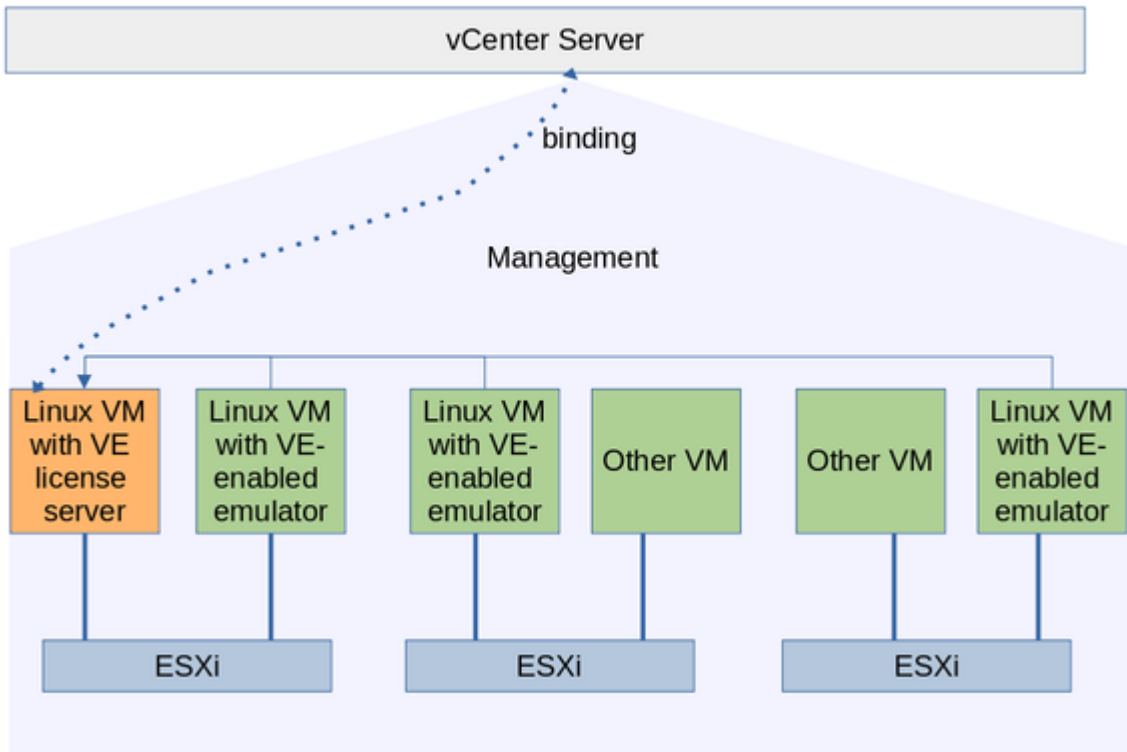 vCenter Server
binding
Management
Linux VM
with VE
license
server
Linux VM
with VE-
enabled
emulator
Linux VM
with VE-
enabled
emulator
Other VM
Other VM
Linux VM
with VE-
enabled
emulator
ESXi
ESXi
ESXi